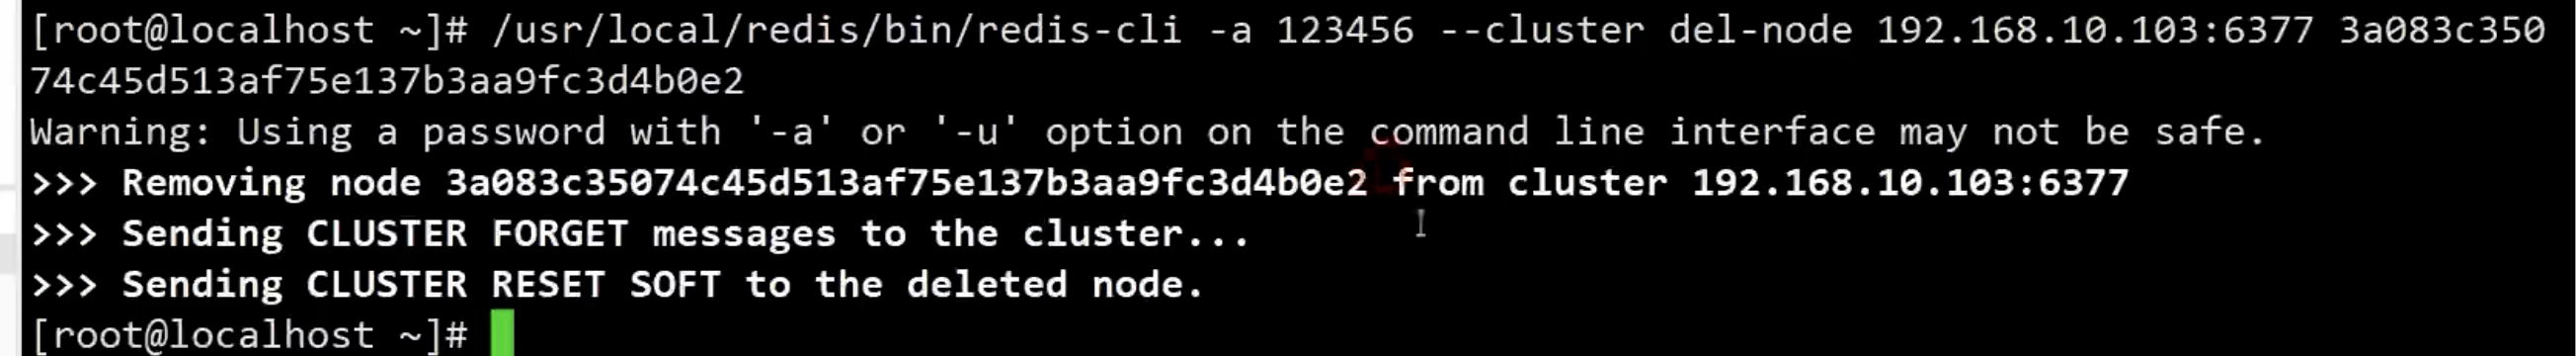 [root@localhost ~]# /usr/local/redis/bin/redis-cli -a 123456 --cluster del-node 192.168.10.103:6377 3a083c350
74c45d513af75e137b3aa9fc3d4b0e2
Warning: Using a password with '-a' or '-u' option on the command line interface may not be safe.
>>> Removing node 3a083c35074c45d513af75e137b3aa9fc3d4b0e2 from cluster 192.168.10.103:6377
>>> Sending CLUSTER FORGET messages to the cluster...
>>> Sending CLUSTER RESET SOFT to the deleted node.
[root@localhost ~]#